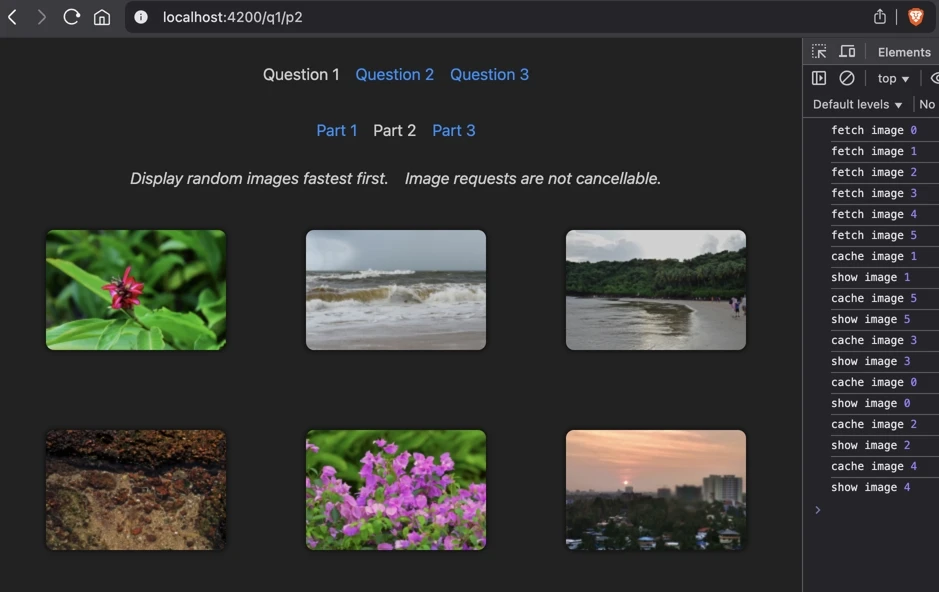 localhost:4200/q1/p2
Elements
top
Default levels
No
Question 1 Question 2 Question 3
Part 1 Part 2 Part 3
Display random images fastest first. Image requests are not cancellable.
fetch image 0
fetch image 1
fetch image 2
fetch image 3
fetch image 4
fetch image 5
cache image 1
show image 1
cache image 5
show image 5
cache image 3
show image 3
cache image 0
show image 0
cache image 2
show image 2
cache image 4
show image 4